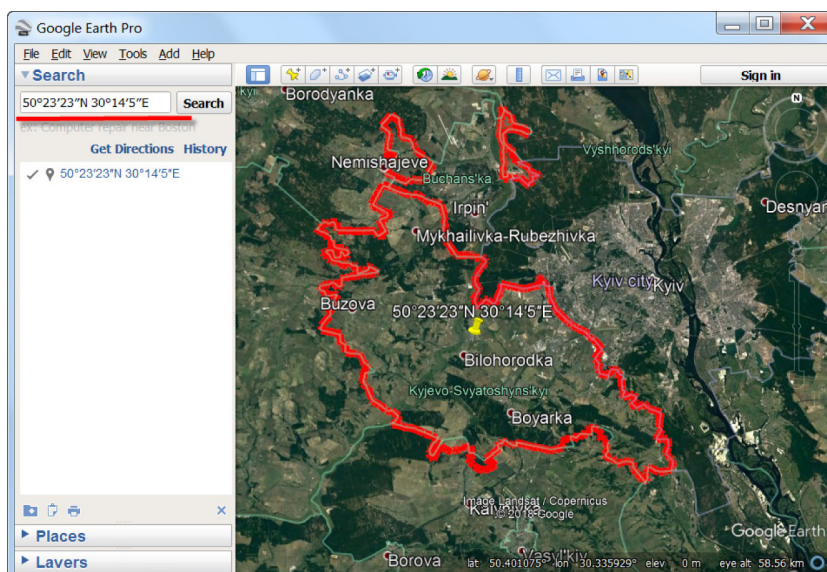 Google Earth Pro
File Edit View Tools Add Help
Search
Sign in
50°23'23"N 30°14'5"E Search
ex: Computer repair near Boston
Get Directions History
50°23'23"N 30°14'5"E
Places
Layers
Borodyanka
Vyshhorods'kyi
Nemishajeve
Buchans'ka
Irpin'
Desnyan
Mykhailivka-Rubezhivka
Kyiv city Kyiv
Buzova
50°23'23"N 30°14'5"E
Bilohorodka
Kyjevo-Svyatoshyns'kyi
Boyarka
Image Landsat / Copernicus
© 2018 Google
Kalynivka
Google Earth
Borova
Vasyl'kiv
lat 50.401075° lon 30.335929° elev 0 m eye alt 58.56 km
N